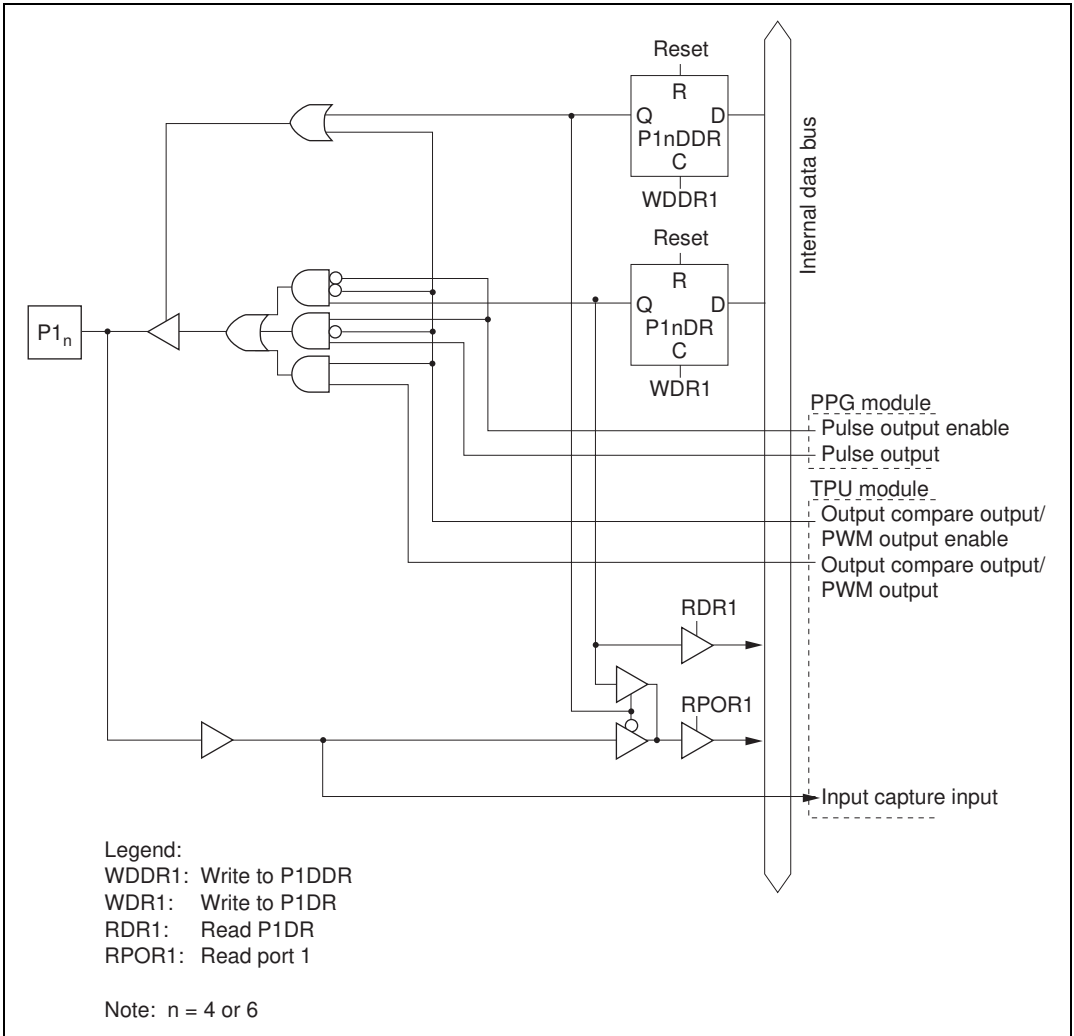 Reset
R
Q D
P1nDDR
C
WDDR1
Internal data bus
Reset
R
Q D
P1nDR
C
WDR1
P1n
PPG module
Pulse output enable
Pulse output
TPU module
Output compare output/
PWM output enable
Output compare output/
PWM output
RDR1
RPOR1
Input capture input
Legend:
WDDR1: Write to P1DDR
WDR1: Write to P1DR
RDR1: Read P1DR
RPOR1: Read port 1
Note: n = 4 or 6